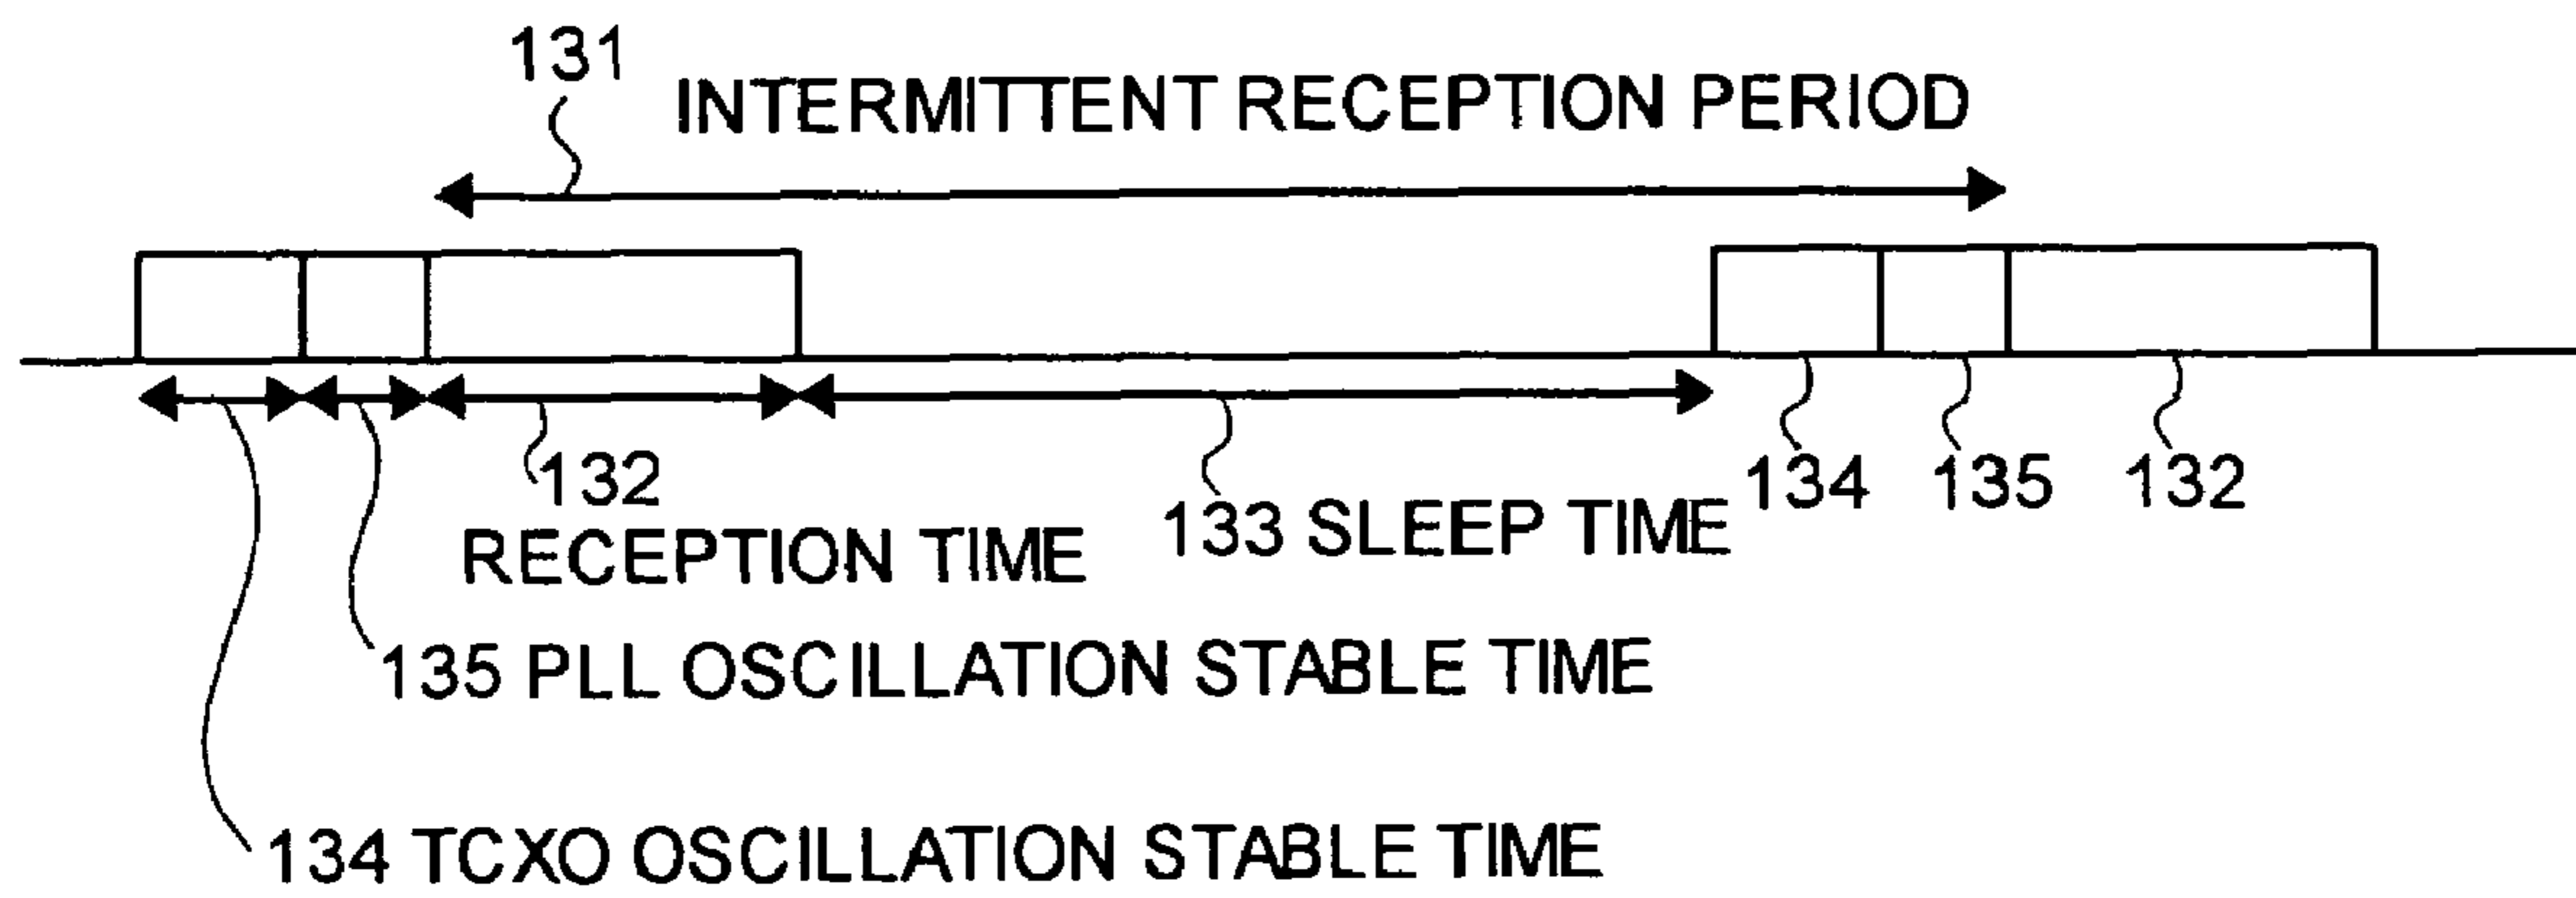 131
INTERMITTENT RECEPTION PERIOD
132
RECEPTION TIME
133 SLEEP TIME
134
135
132
135 PLL OSCILLATION STABLE TIME
134 TCXO OSCILLATION STABLE TIME